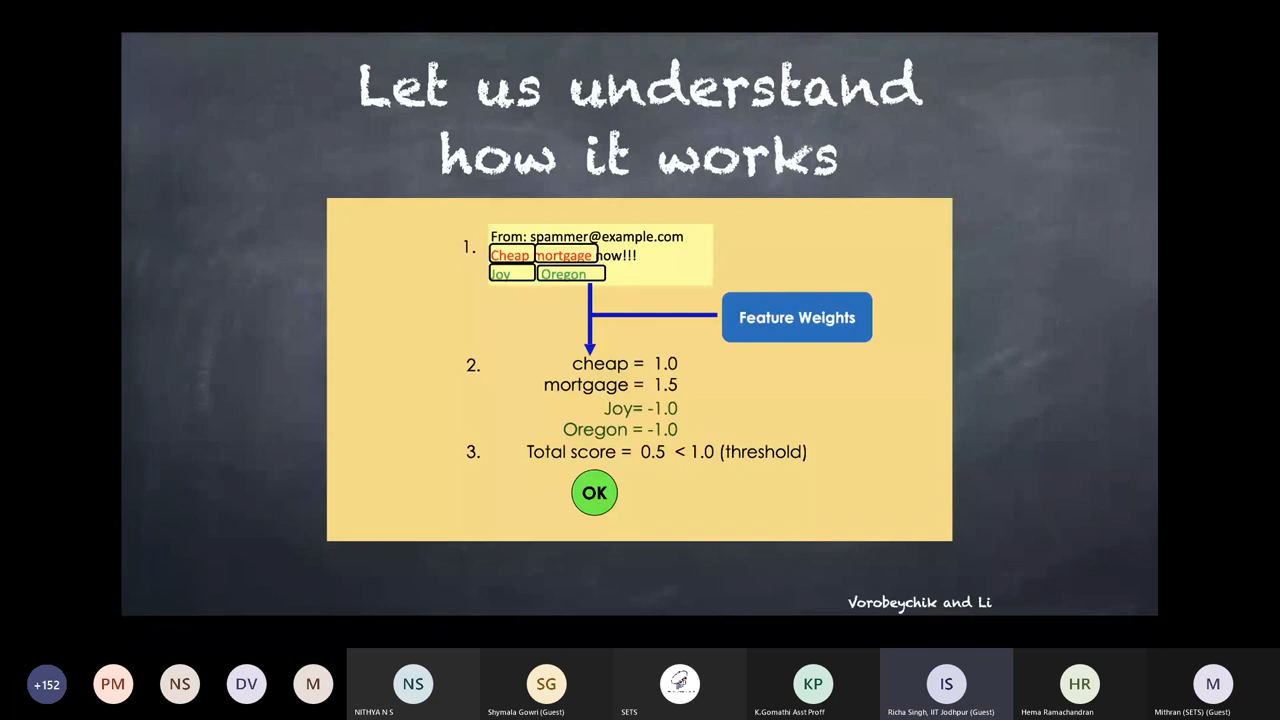 Let us understand
how it works
1.
From: spammer@example.com
Cheap mortgage now!!!
Joy Oregon
Feature Weights
2.
cheap = 1.0
mortgage = 1.5
Joy= -1.0
Oregon = -1.0
3.
Total score = 0.5 < 1.0 (threshold)
OK
Vorobeychik and Li
+152
PM
NS
DV
M
NS
SG
KP
IS
HR
M
NITHYA N S
Shymala Gowri (Guest)
SETS
K.Gomathi Asst Proff
Richa Singh, IIT Jodhpur (Guest)
Hema Ramachandran
Mithran (SETS) (Guest)